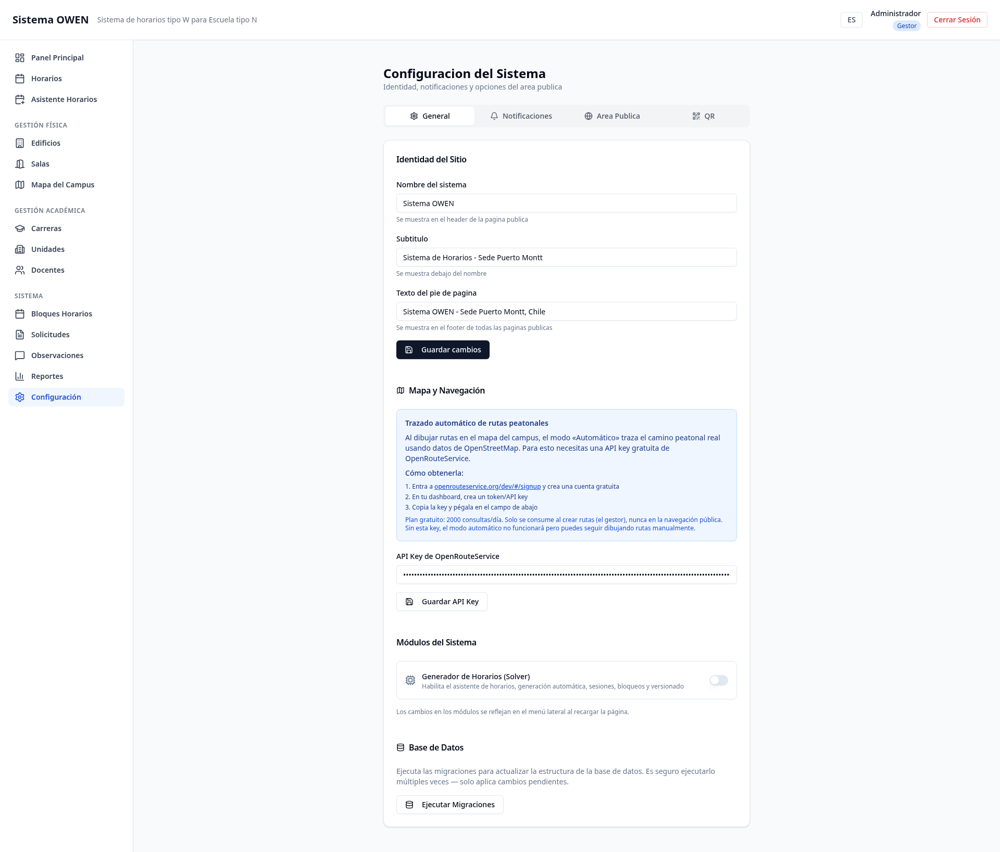 Sistema OWEN
Sistema de horarios tipo W para Escuela tipo N
ES
Administrador
Gestor
Cerrar Sesión
Panel Principal
Horarios
Asistente Horarios
GESTIÓN FÍSICA
Edificios
Salas
Mapa del Campus
GESTIÓN ACADÉMICA
Carreras
Unidades
Docentes
SISTEMA
Bloques Horarios
Solicitudes
Observaciones
Reportes
Configuración
Configuracion del Sistema
Identidad, notificaciones y opciones del area publica
General
Notificaciones
Area Publica
QR
Identidad del Sitio
Nombre del sistema
Sistema OWEN
Se muestra en el header de la pagina publica
Subtitulo
Sistema de Horarios - Sede Puerto Montt
Se muestra debajo del nombre
Texto del pie de pagina
Sistema OWEN - Sede Puerto Montt, Chile
Se muestra en el footer de todas las paginas publicas
Guardar cambios
Mapa y Navegación
Trazado automático de rutas peatonales
Al dibujar rutas en el mapa del campus, el modo «Automático» traza el camino peatonal real
usando datos de OpenStreetMap. Para esto necesitas una API key gratuita de
OpenRouteService.
Cómo obtenerla:
1. Entra a openrouteservice.org/dev/#/signup y crea una cuenta gratuita
2. En tu dashboard, crea un token/API key
3. Copia la key y pégala en el campo de abajo
Plan gratuito: 2000 consultas/día. Solo se consume al crear rutas (el gestor), nunca en la navegación pública.
Sin esta key, el modo automático no funcionará pero puedes seguir dibujando rutas manualmente.
API Key de OpenRouteService
Guardar API Key
Módulos del Sistema
Generador de Horarios (Solver)
Habilita el asistente de horarios, generación automática, sesiones, bloqueos y versionado
Los cambios en los módulos se reflejan en el menú lateral al recargar la página.
Base de Datos
Ejecuta las migraciones para actualizar la estructura de la base de datos. Es seguro ejecutarlo
múltiples veces — solo aplica cambios pendientes.
Ejecutar Migraciones